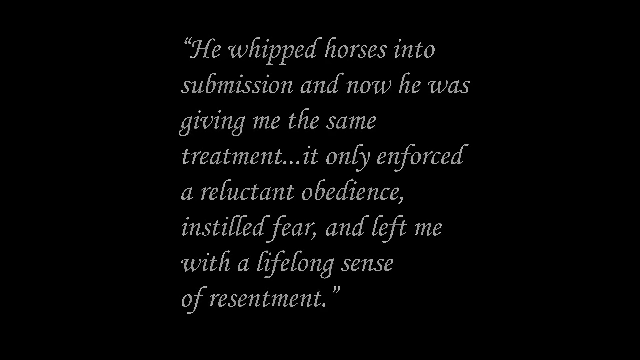 “He whipped horses into
submission and now he was
giving me the same
treatment...it only enforced
a reluctant obedience,
instilled fear, and left me
with a lifelong sense
of resentment.”